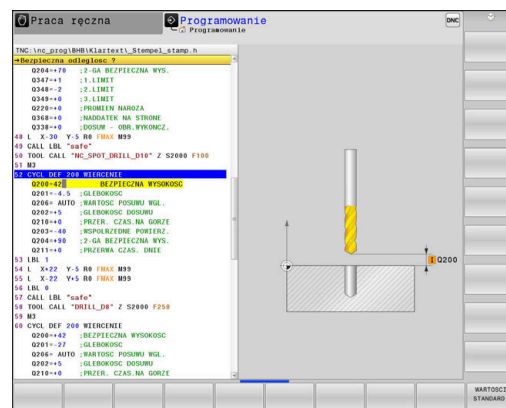 Praca ręczna
Programowanie
Programowanie
DNC
TNC:\nc_prog\BHB\Klartext\_Stempel_stamp.h
→Bezpieczna odleglosc ?
Q204=+70 ;2-GA BEZPIECZNA WYS.
Q347=+1 ;1.LIMIT
Q348=-2 ;2.LIMIT
Q349=+0 ;3.LIMIT
Q220=+0 ;PROMIEN NAROZA
Q368=+0 ;NADDATEK NA STRONE
Q338=+0 ;DOSUW - OBR.WYKONCZ.
48 L X-30 Y-5 R0 FMAX M99
49 CALL LBL "safe"
50 TOOL CALL "NC_SPOT_DRILL_D10" Z S2000 F100
51 M3
52 CYCL DEF 200 WIERCENIE
Q200=42 BEZPIECZNA WYSOKOSC
Q201=-4.5 ;GLEBOKOSC
Q206= AUTO ;WARTOSC POSUWU WGL.
Q202=+5 ;GLEBOKOSC DOSUWU
Q210=+0 ;PRZER. CZAS.NA GORZE
Q203=-40 ;WSPOLRZEDNE POWIERZ.
Q204=+90 ;2-GA BEZPIECZNA WYS.
Q211=+0 ;PRZERWA CZAS. DNIE
53 LBL 1
54 L X+22 Y-5 R0 FMAX M99
55 L X-22 Y+5 R0 FMAX M99
56 LBL 0
57 CALL LBL "safe"
58 TOOL CALL "DRILL_D8" Z S2000 F250
59 M3
60 CYCL DEF 200 WIERCENIE
Q200=+42 ;BEZPIECZNA WYSOKOSC
Q201=-27 ;GLEBOKOSC
Q206= AUTO ;WARTOSC POSUWU WGL.
Q202=+5 ;GLEBOKOSC DOSUWU
Q210=+0 ;PRZER. CZAS.NA GORZE
I Q200
WARTOSCI
STANDARD